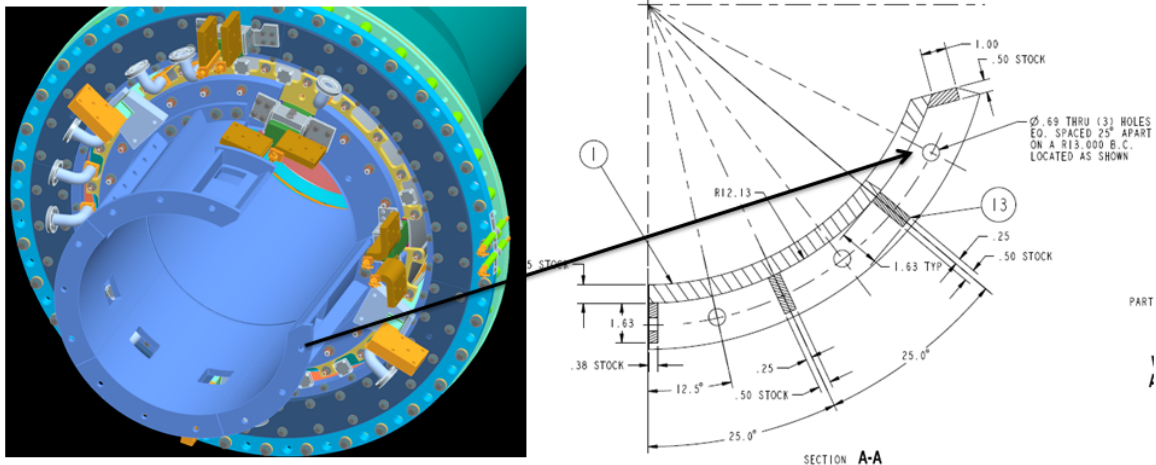 1.00
.50 STOCK
Ø.69 THRU (3) HOLES
EQ. SPACED 25° APART
ON A R13.000 B.C.
LOCATED AS SHOWN
1
R12.13
13
.25
.50 STOCK
5 STOCK
1.63 TYP
PART
1.63
.38 STOCK
.25
.50 STOCK
12.5°
25.0°
25.0°
SECTION A-A